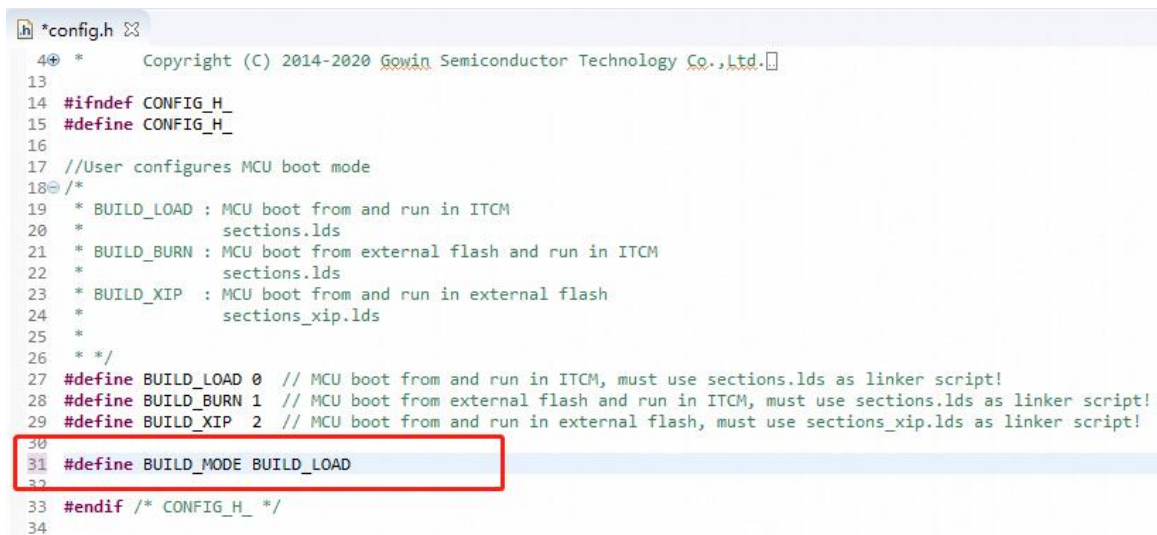 *config.h
4 * Copyright (C) 2014-2020 Gowin Semiconductor Technology Co.,Ltd.
13
14 #ifndef CONFIG_H_
15 #define CONFIG_H_
16
17 //User configures MCU boot mode
18 /*
19 * BUILD_LOAD : MCU boot from and run in ITCM
20 * sections.lds
21 * BUILD_BURN : MCU boot from external flash and run in ITCM
22 * sections.lds
23 * BUILD_XIP : MCU boot from and run in external flash
24 * sections_xip.lds
25 *
26 * */
27 #define BUILD_LOAD 0 // MCU boot from and run in ITCM, must use sections.lds as linker script!
28 #define BUILD_BURN 1 // MCU boot from external flash and run in ITCM, must use sections.lds as linker script!
29 #define BUILD_XIP 2 // MCU boot from and run in external flash, must use sections_xip.lds as linker script!
30
31 #define BUILD_MODE BUILD_LOAD
32
33 #endif /* CONFIG_H_ */
34